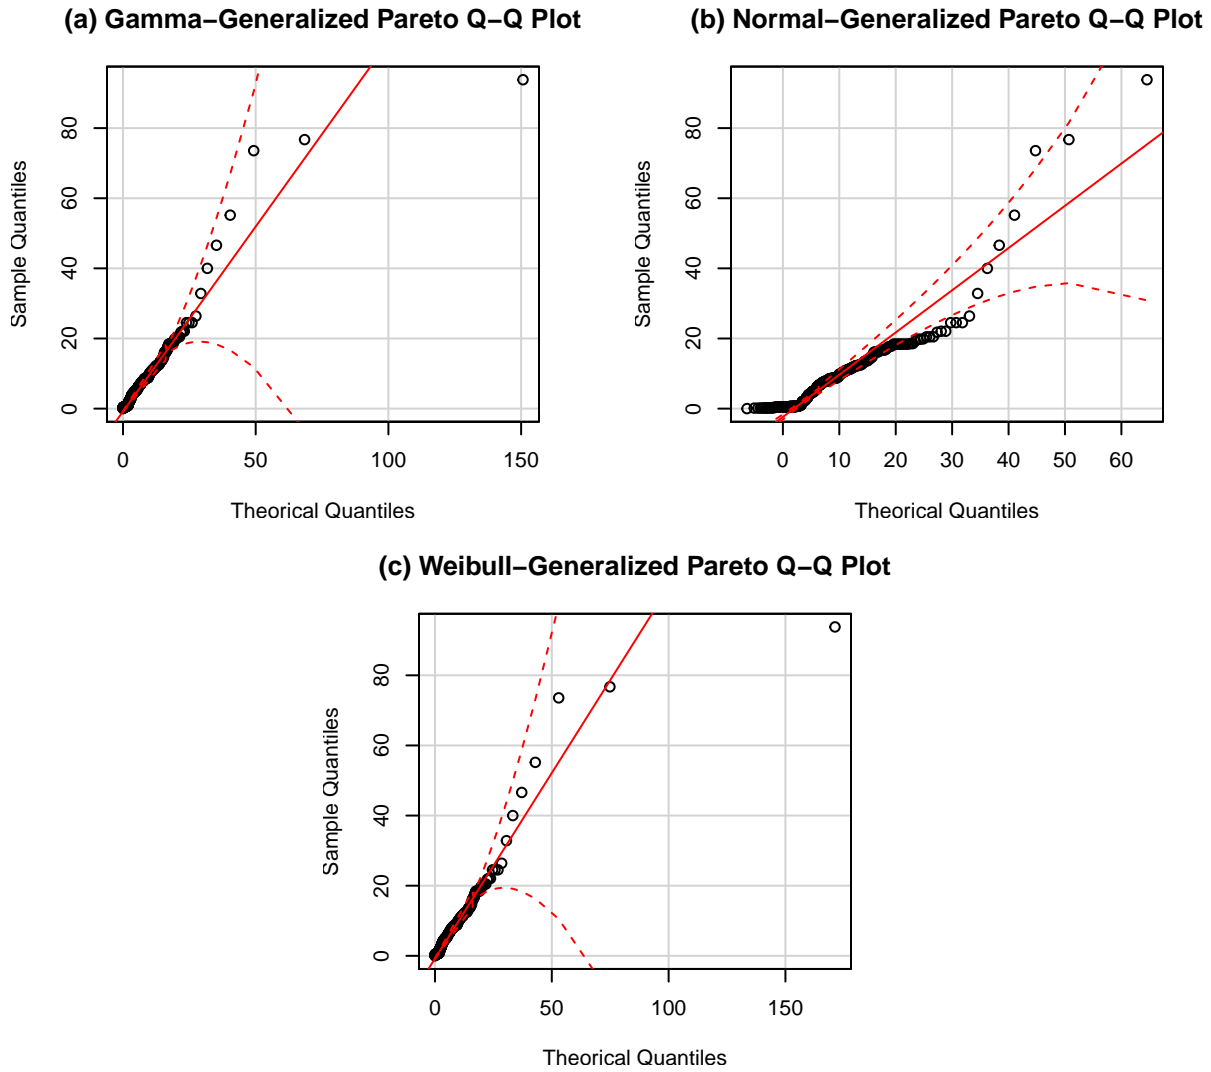 (a) Gamma−Generalized Pareto Q−Q Plot
Sample Quantiles
80
60
40
20
0
0 50 100 150
Theorical Quantiles
(b) Normal−Generalized Pareto Q−Q Plot
Sample Quantiles
80
60
40
20
0
0 10 20 30 40 50 60
Theorical Quantiles
(c) Weibull−Generalized Pareto Q−Q Plot
Sample Quantiles
80
60
40
20
0
0 50 100 150
Theorical Quantiles